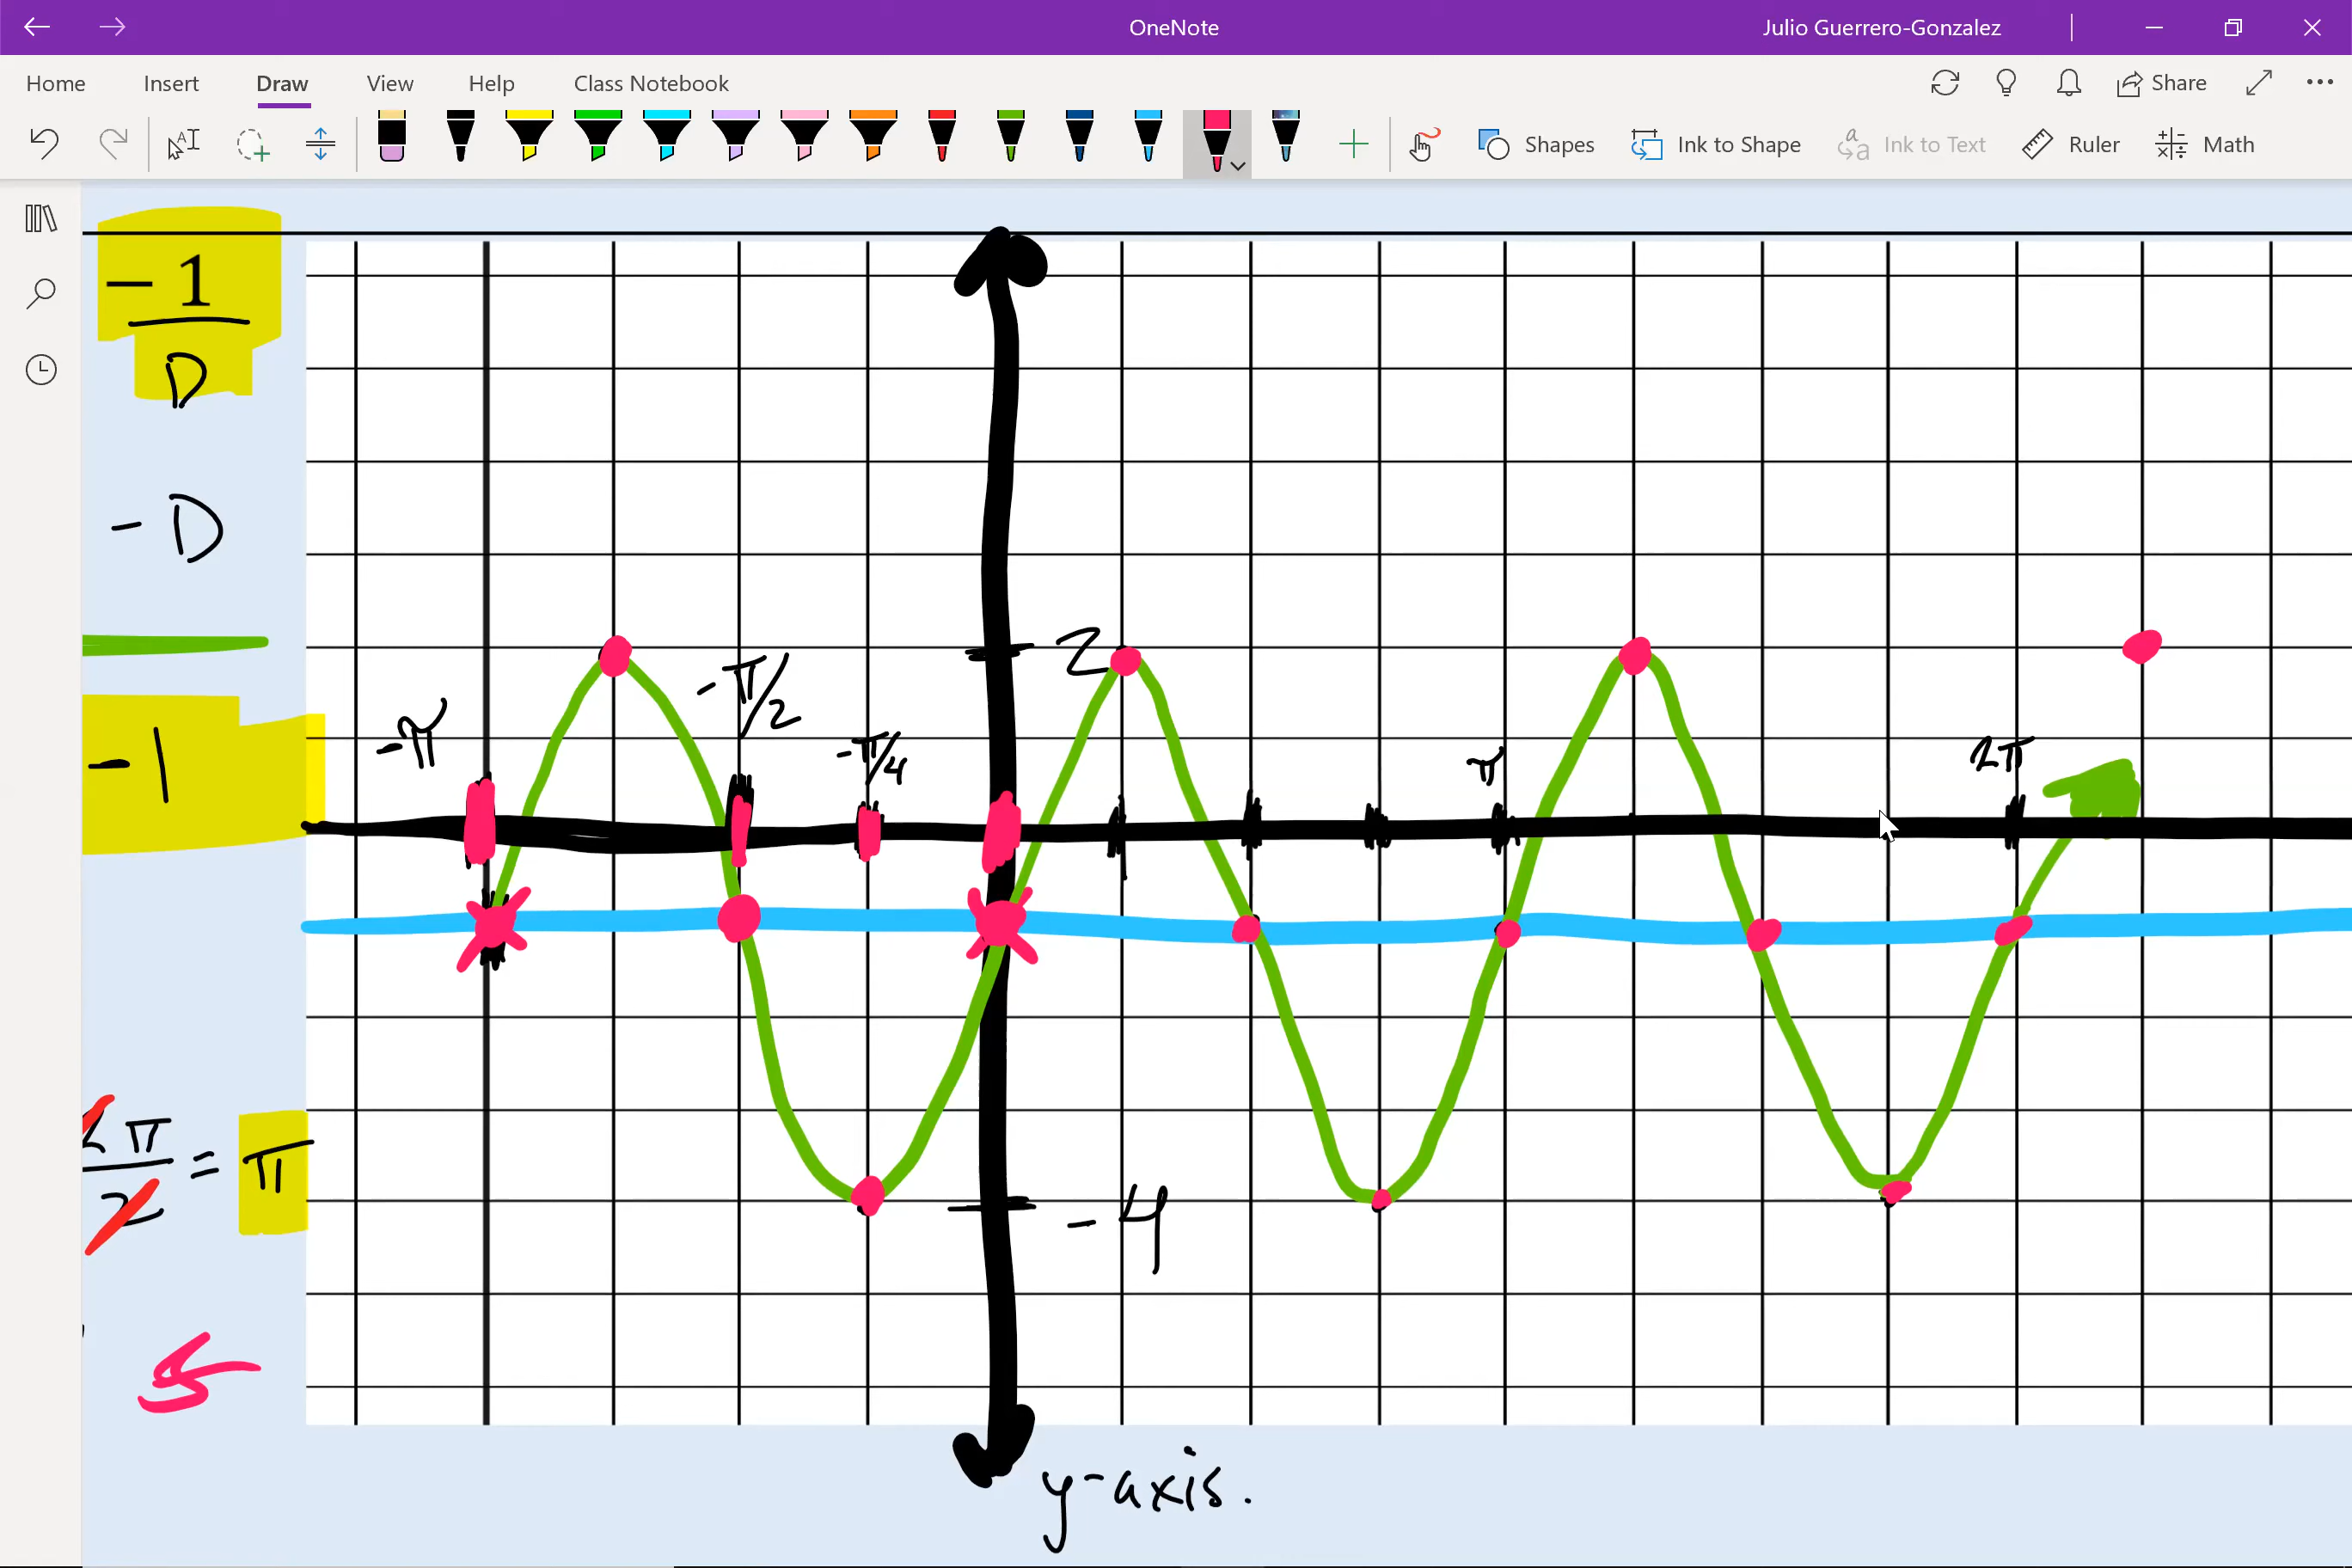 OneNote
Julio Guerrero-Gonzalez
Home Insert Draw View Help Class Notebook
Share
Shapes Ink to Shape Ink to Text Ruler Math
- 1
D
- D
2
-π/2
-π
-π/4
-1
π
2π
2π/2 = π
-4
y-axis.